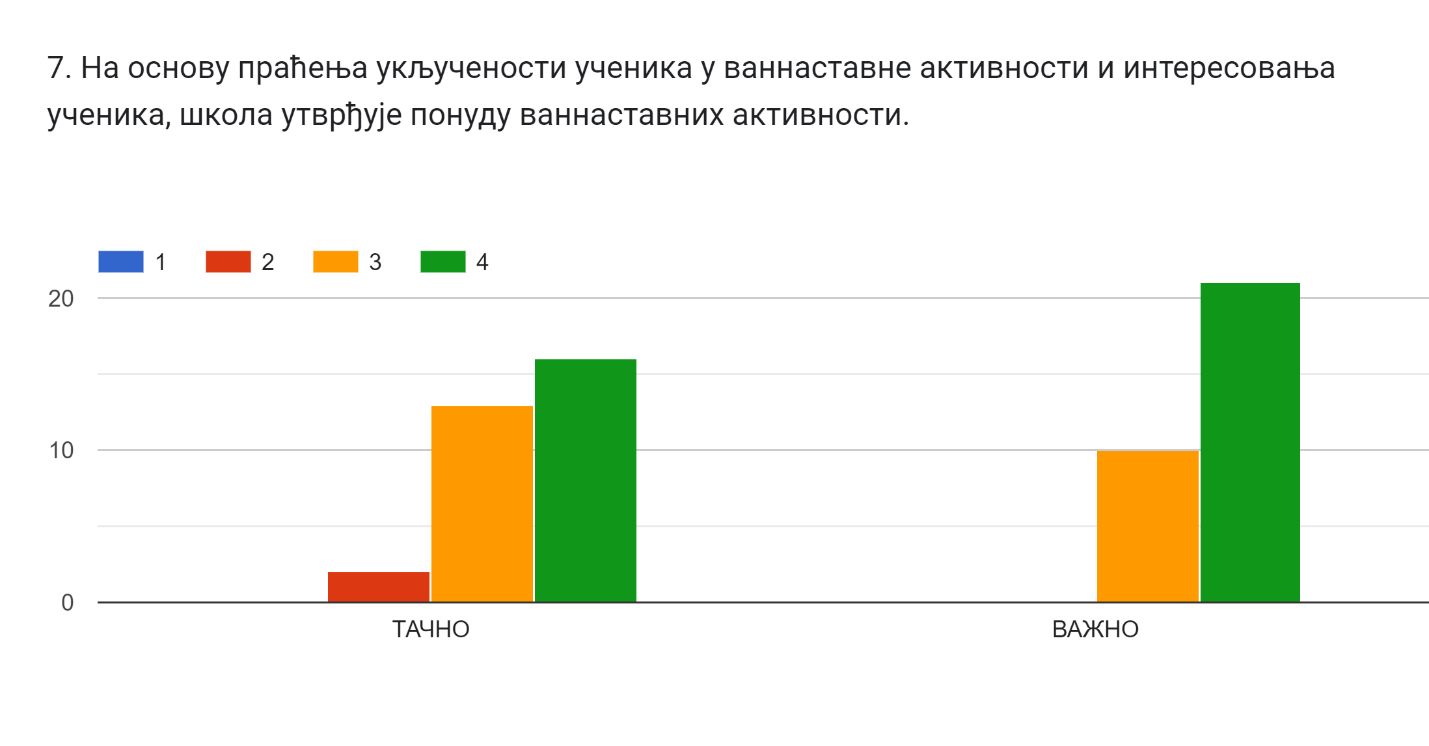 7. На основу праћења укључености ученика у ваннаставне активности и интересовања
ученика, школа утврђује понуду ваннаставних активности.
1 2 3 4
20
10
0
ТАЧНО ВАЖНО